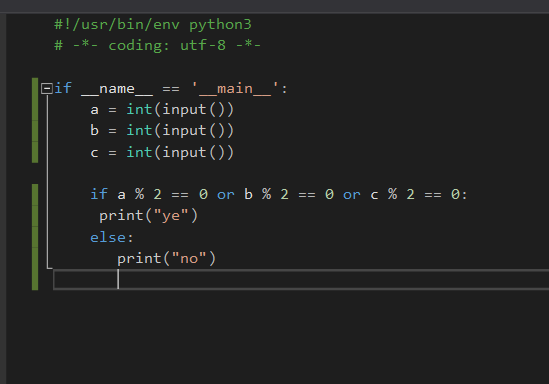 #!/usr/bin/env python3
# -*- coding: utf-8 -*-
if __name__ == '__main__':
a = int(input())
b = int(input())
c = int(input())
if a % 2 == 0 or b % 2 == 0 or c % 2 == 0:
print("ye")
else:
print("no")